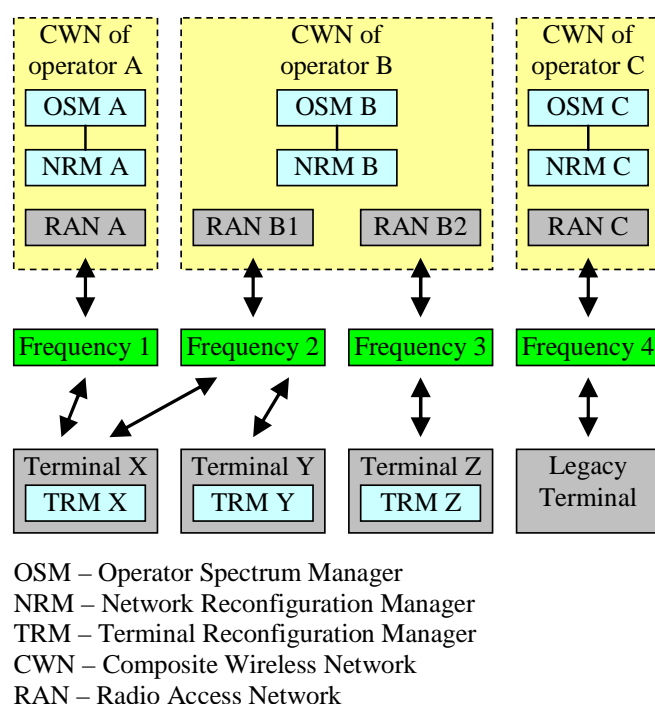 CWN of
operator A
CWN of
operator B
CWN of
operator C
OSM A
OSM B
OSM C
NRM A
NRM B
NRM C
RAN A
RAN B1
RAN B2
RAN C
Frequency 1
Frequency 2
Frequency 3
Frequency 4
Terminal X
TRM X
Terminal Y
TRM Y
Terminal Z
TRM Z
Legacy
Terminal
OSM – Operator Spectrum Manager
NRM – Network Reconfiguration Manager
TRM – Terminal Reconfiguration Manager
CWN – Composite Wireless Network
RAN – Radio Access Network